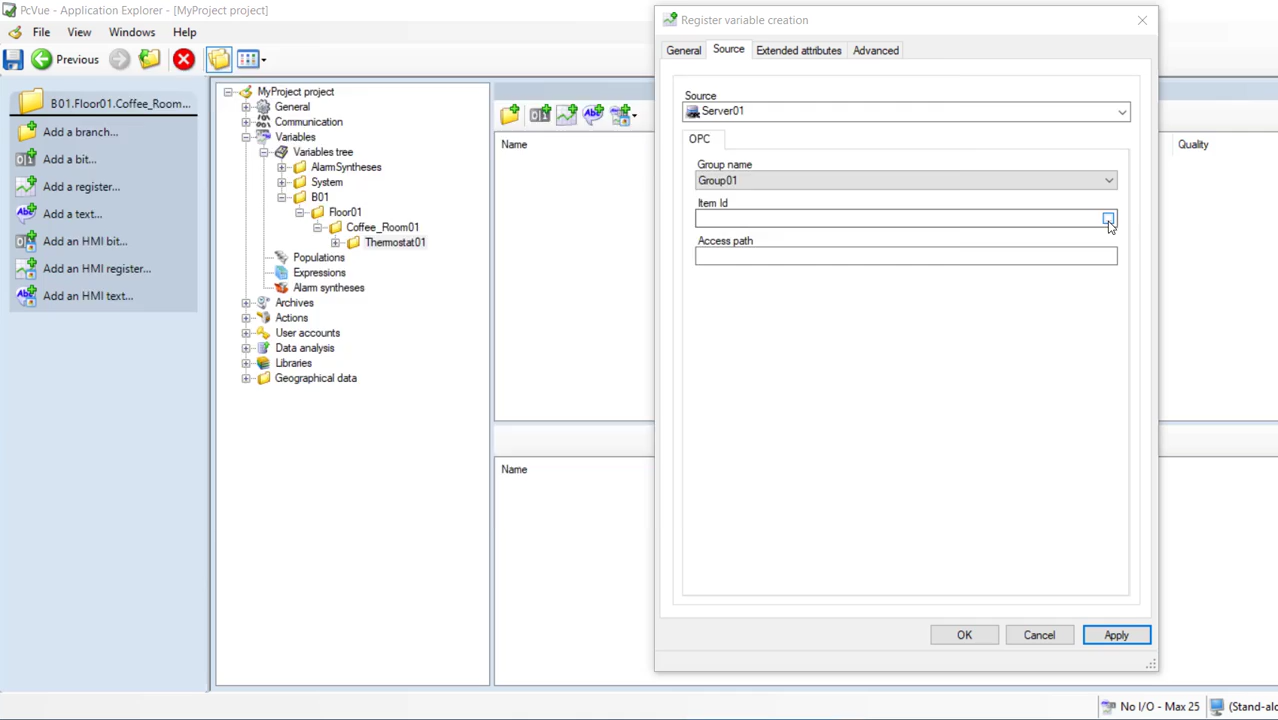 PcVue - Application Explorer - [MyProject project]
File View Windows Help
Previous
B01.Floor01.Coffee_Room...
Add a branch...
Add a bit...
Add a register...
Add a text...
Add an HMI bit...
Add an HMI register...
Add an HMI text...
MyProject project
General
Communication
Variables
Variables tree
AlarmSyntheses
System
B01
Floor01
Coffee_Room01
Thermostat01
Populations
Expressions
Alarm syntheses
Archives
Actions
User accounts
Data analysis
Libraries
Geographical data
Name
Quality
Name
Register variable creation
General Source Extended attributes Advanced
Source
Server01
OPC
Group name
Group01
Item Id
Access path
OK Cancel Apply
No I/O - Max 25